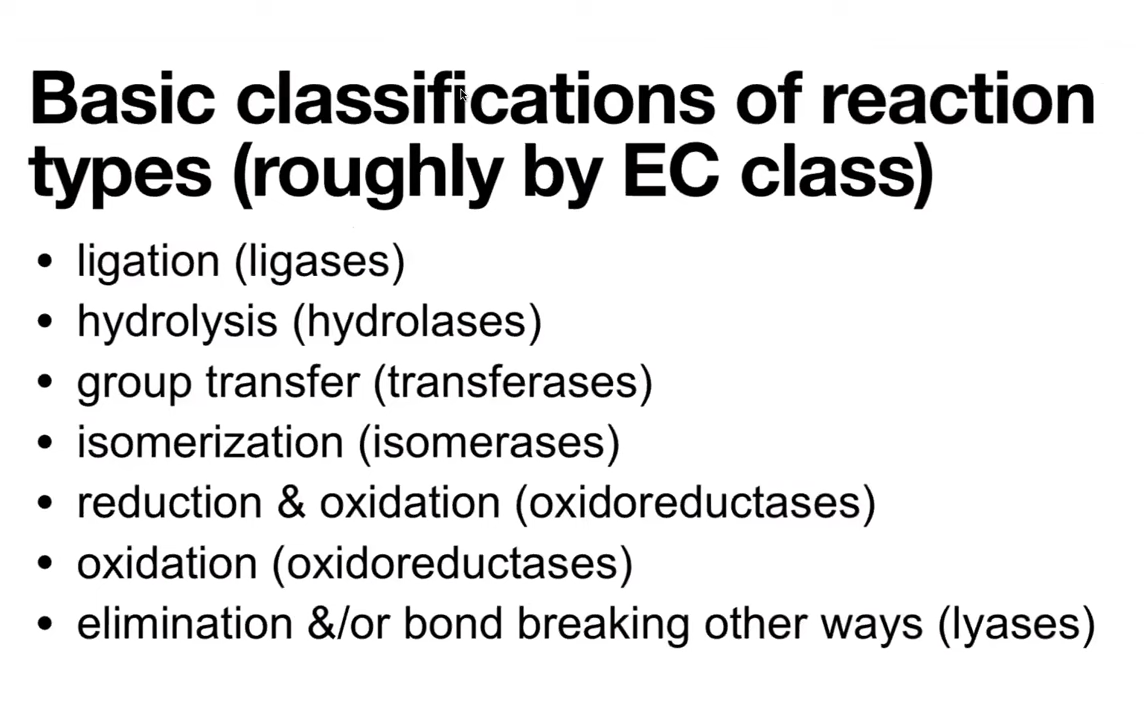 Basic classifications of reaction
types (roughly by EC class)
• ligation (ligases)
• hydrolysis (hydrolases)
• group transfer (transferases)
• isomerization (isomerases)
• reduction & oxidation (oxidoreductases)
• oxidation (oxidoreductases)
• elimination &/or bond breaking other ways (lyases)